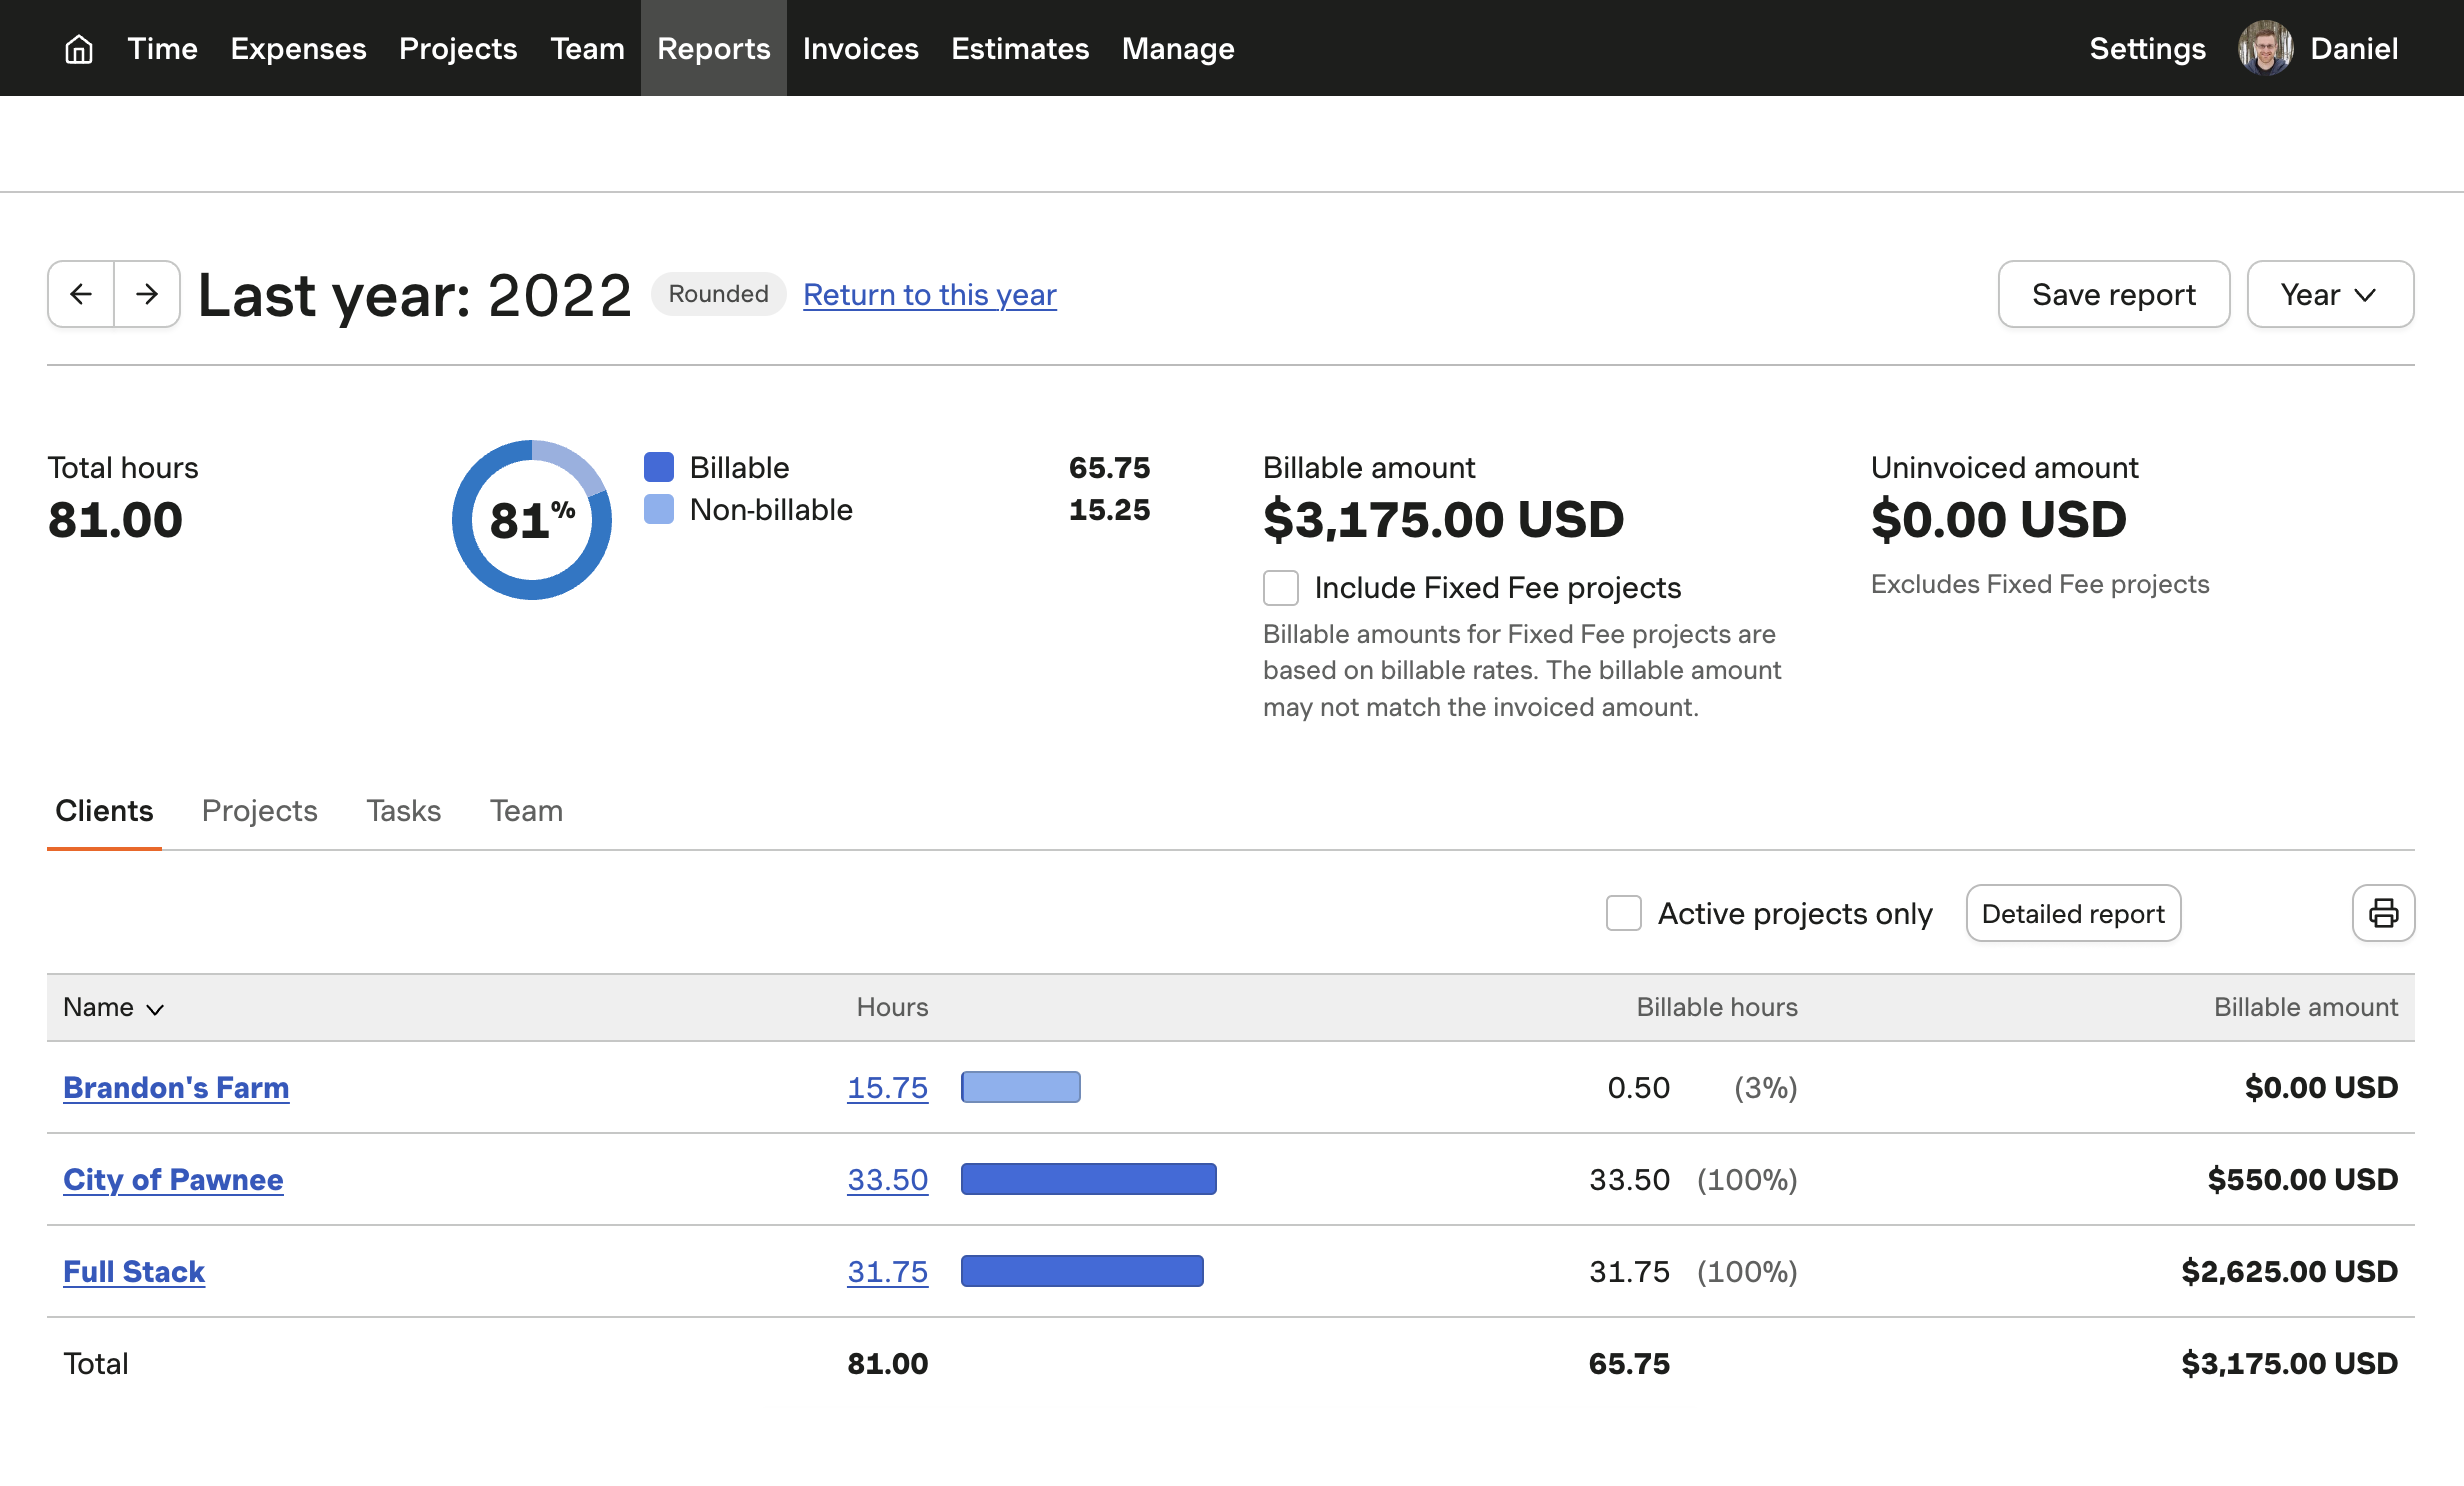 Time Expenses Projects Team Reports Invoices Estimates Manage Settings Daniel
Last year: 2022 Rounded Return to this year Save report Year
Total hours
81.00
81%
Billable 65.75
Non-billable 15.25
Billable amount
$3,175.00 USD
Include Fixed Fee projects
Billable amounts for Fixed Fee projects are
based on billable rates. The billable amount
may not match the invoiced amount.
Uninvoiced amount
$0.00 USD
Excludes Fixed Fee projects
Clients Projects Tasks Team
Active projects only Detailed report
Name Hours Billable hours Billable amount
Brandon's Farm 15.75 0.50 (3%) $0.00 USD
City of Pawnee 33.50 33.50 (100%) $550.00 USD
Full Stack 31.75 31.75 (100%) $2,625.00 USD
Total 81.00 65.75 $3,175.00 USD